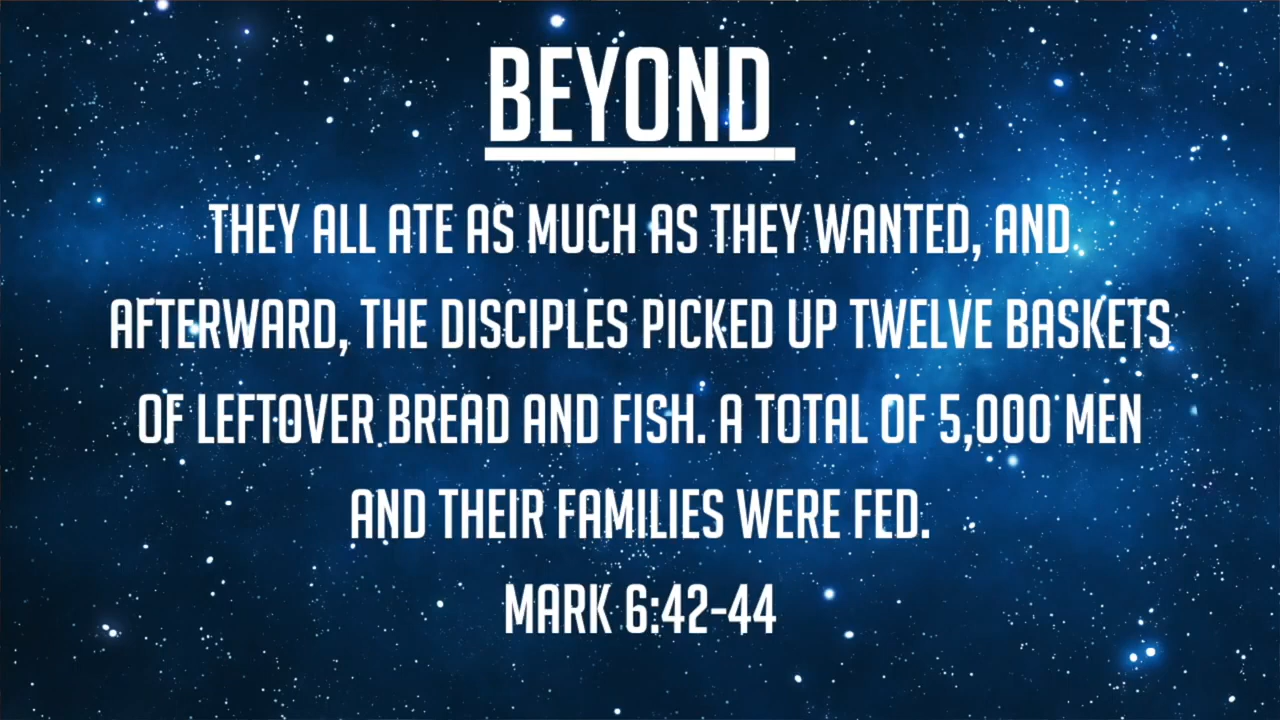 BEYOND
THEY ALL ATE AS MUCH AS THEY WANTED, AND
AFTERWARD, THE DISCIPLES PICKED UP TWELVE BASKETS
OF LEFTOVER BREAD AND FISH. A TOTAL OF 5,000 MEN
AND THEIR FAMILIES WERE FED.
MARK 6:42-44